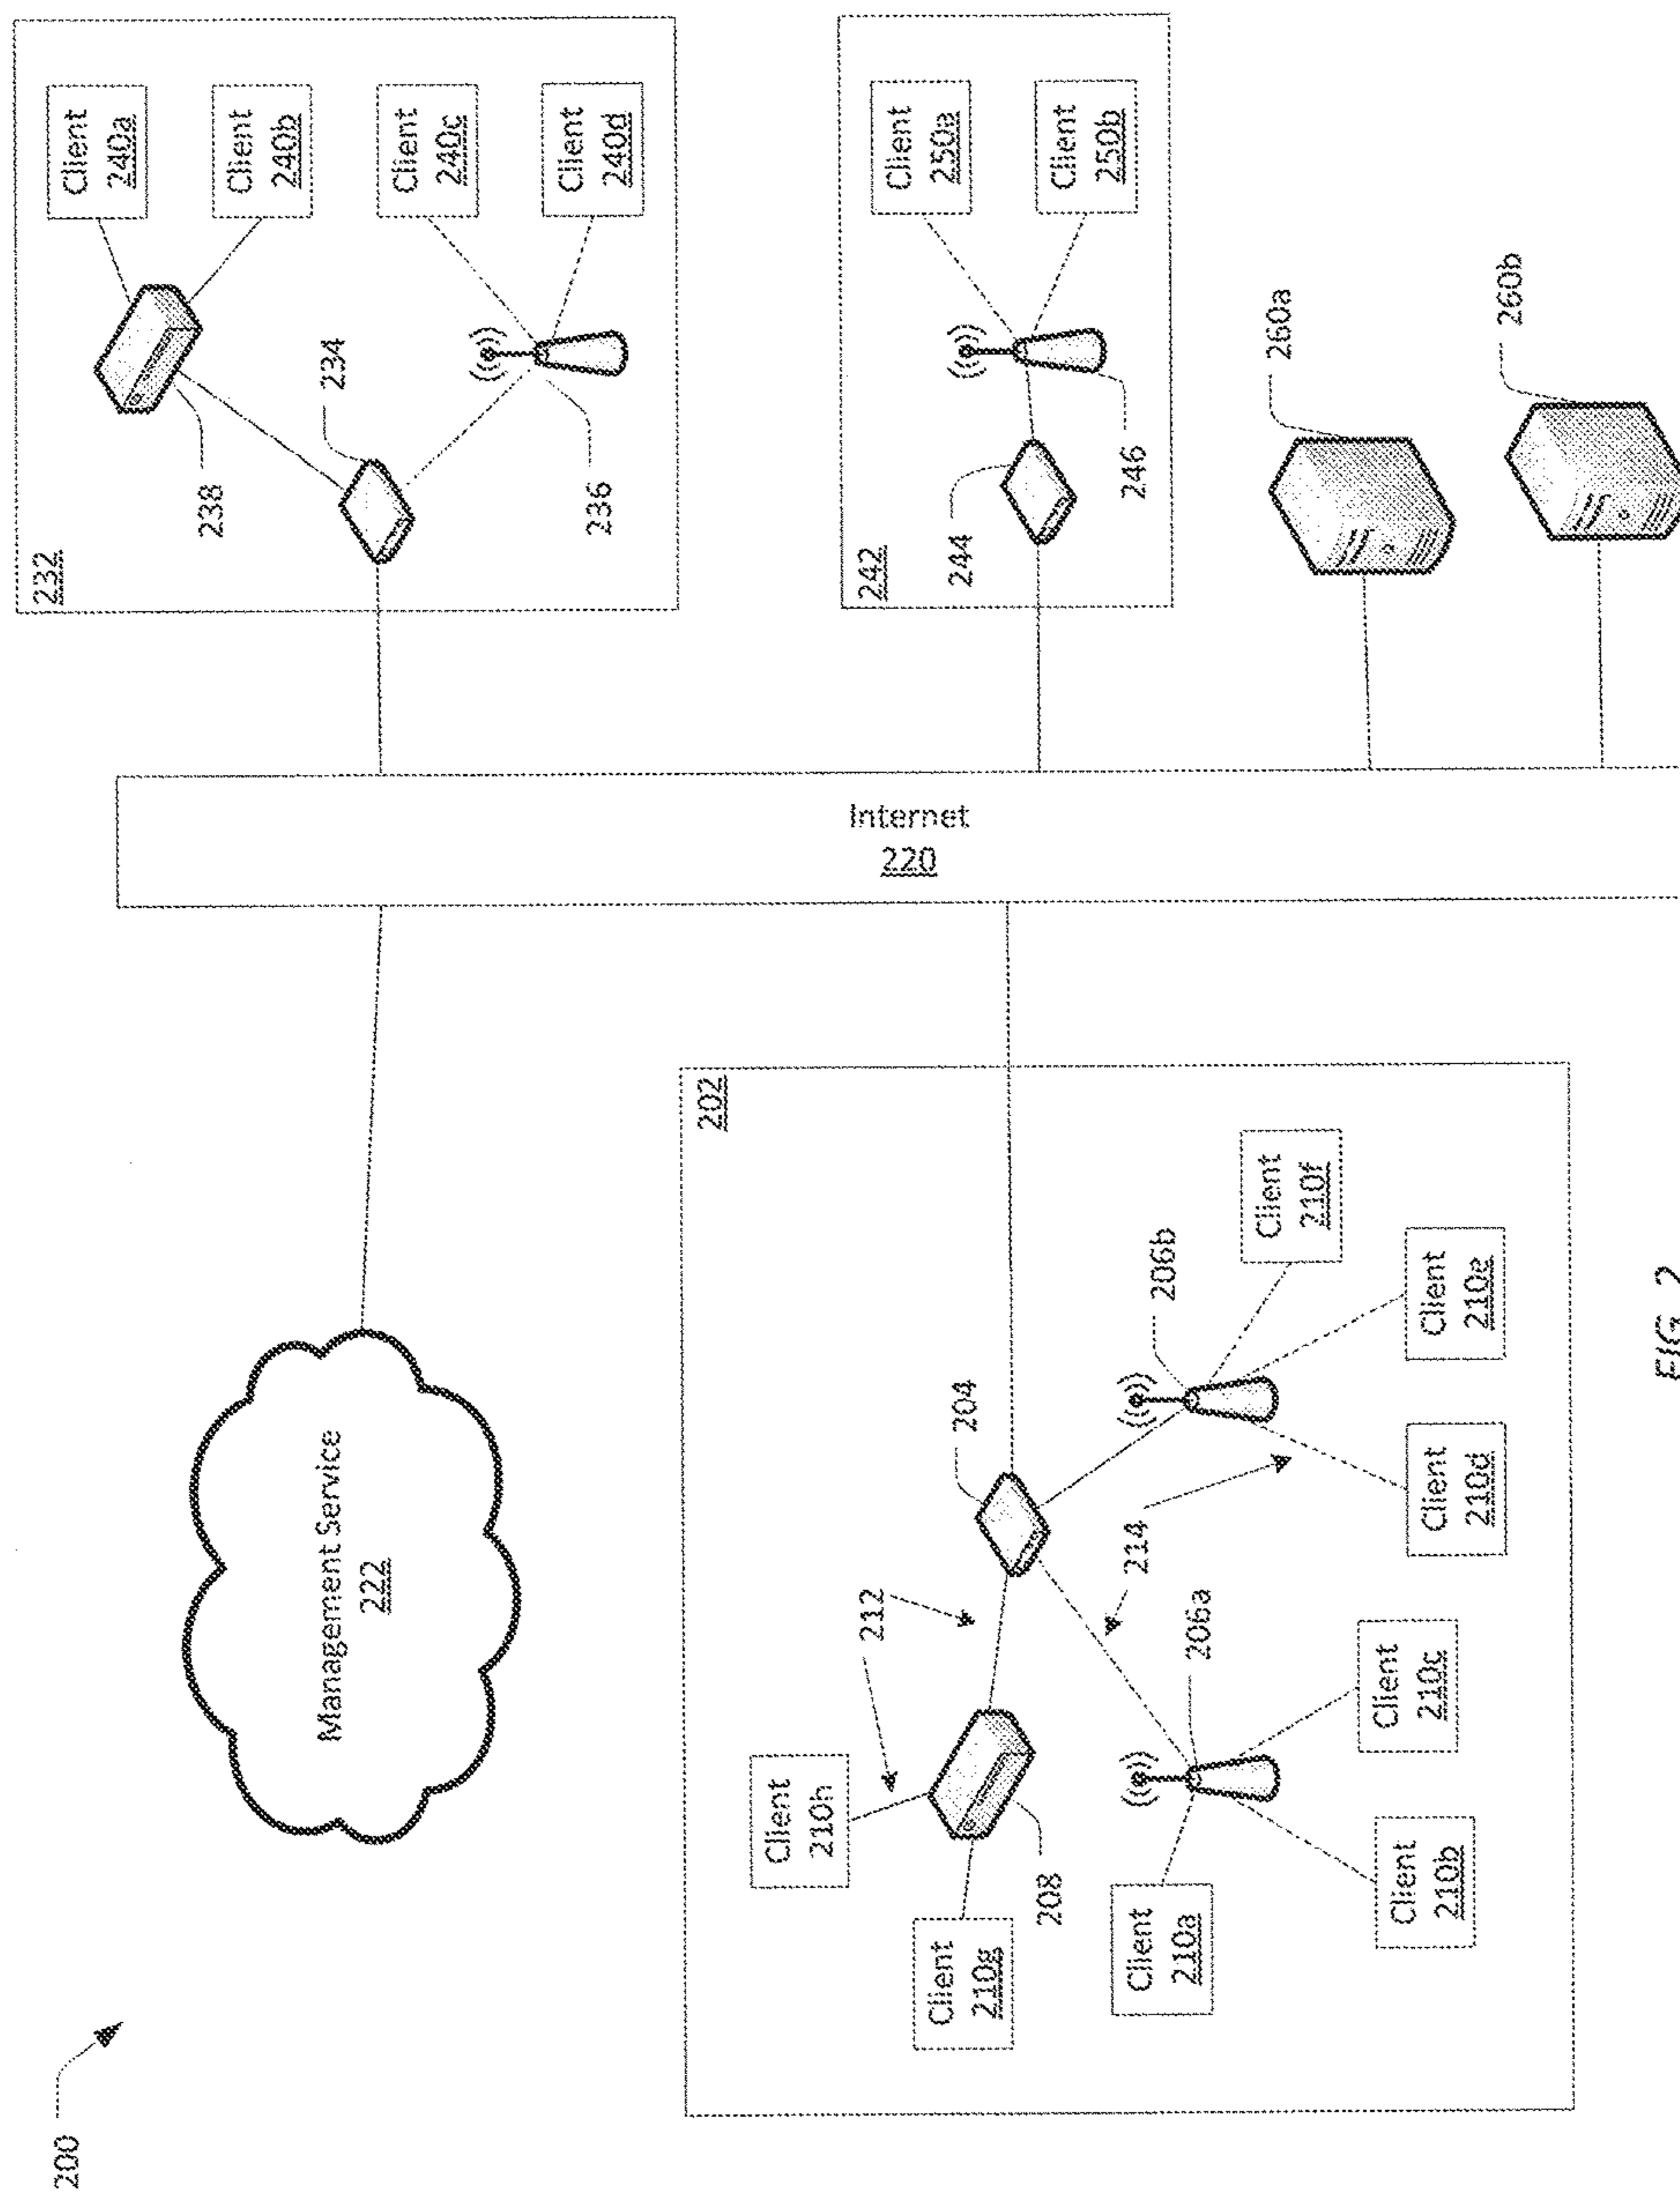 200
Management Service
222
202
Client
210h
Client
210g
208
212
204
Client
210a
206a
Client
210b
Client
210c
214
206b
Client
210d
Client
210e
Client
210f
Internet
220
232
238
234
236
Client
240a
Client
240b
Client
240c
Client
240d
242
244
246
Client
250a
Client
250b
260a
260b
FIG. 2